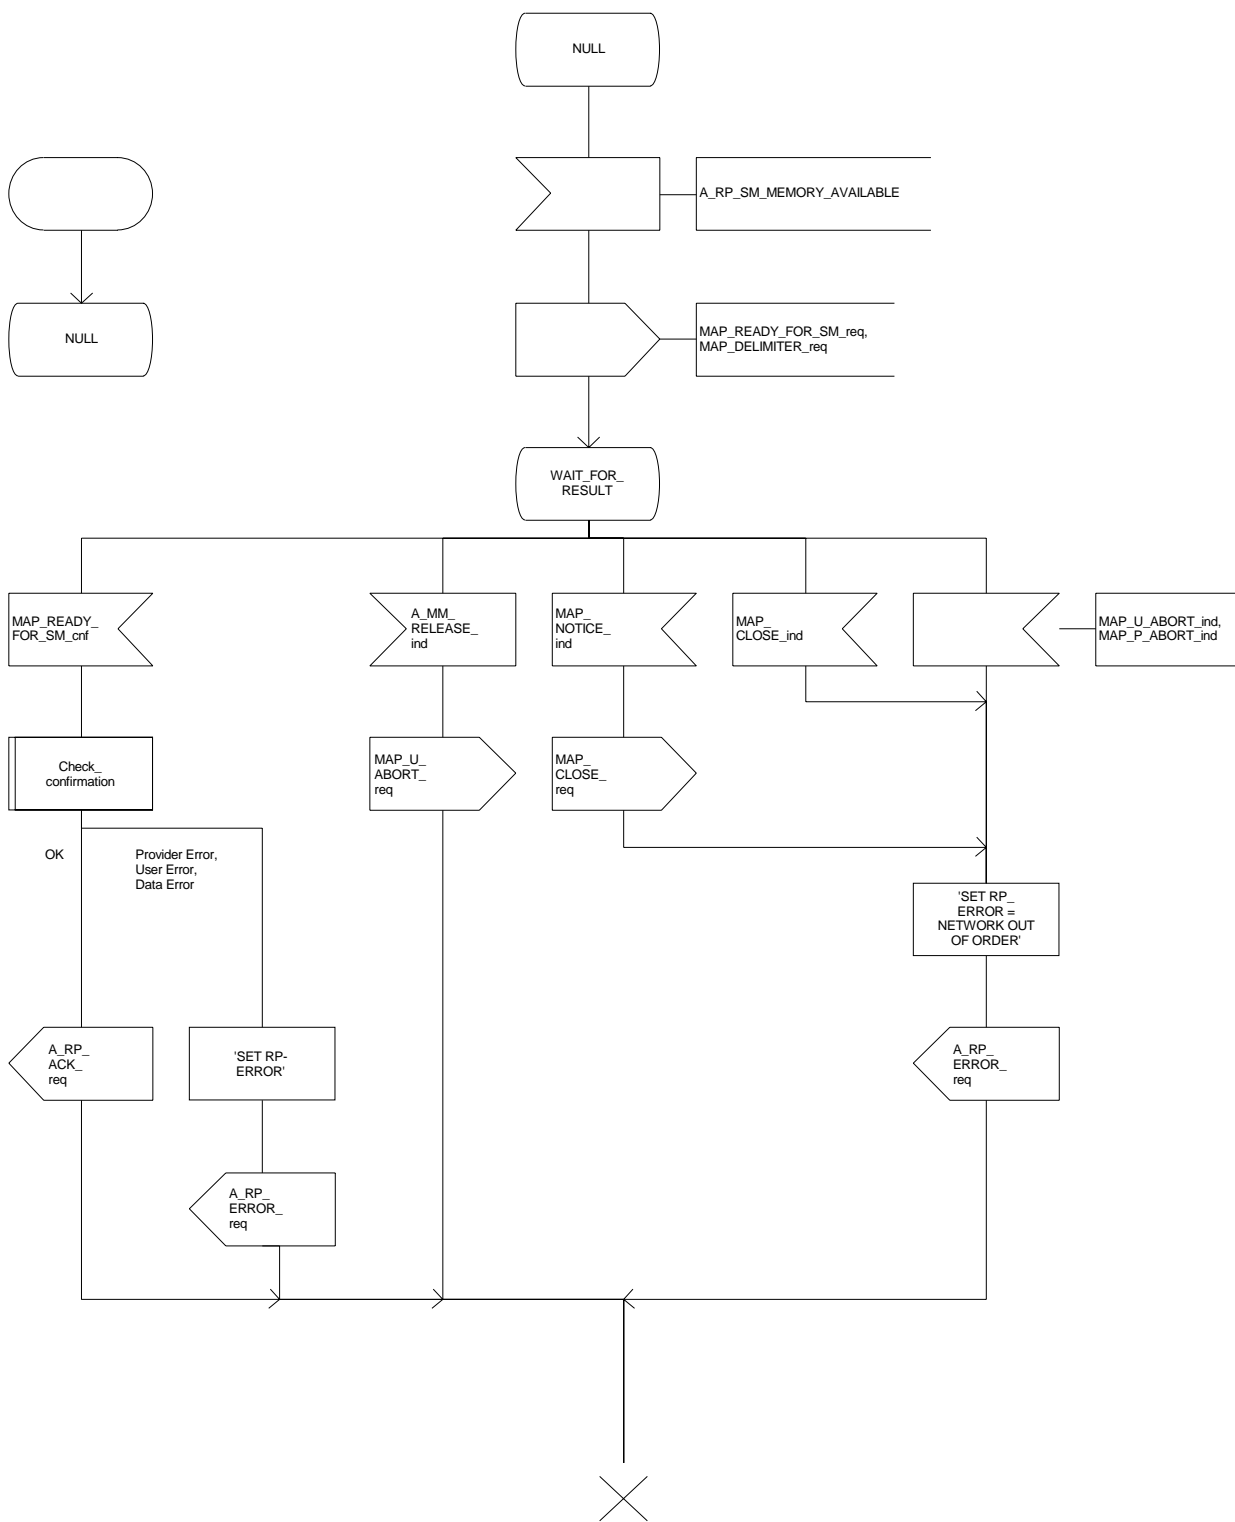 NULL
A_RP_SM_MEMORY_AVAILABLE
NULL
MAP_READY_FOR_SM_req,
MAP_DELIMITER_req
WAIT_FOR_
RESULT
MAP_READY_
FOR_SM_cnf
A_MM_
RELEASE_
ind
MAP_
NOTICE_
ind
MAP_
CLOSE_ind
MAP_U_ABORT_ind,
MAP_P_ABORT_ind
Check_
confirmation
MAP_U_
ABORT_
req
MAP_
CLOSE_
req
OK
Provider Error,
User Error,
Data Error
'SET RP_
ERROR =
NETWORK OUT
OF ORDER'
A_RP_
ACK_
req
'SET RP-
ERROR'
A_RP_
ERROR_
req
A_RP_
ERROR_
req